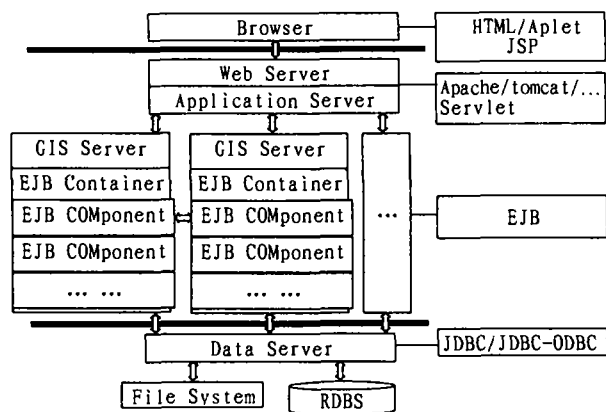 Browser
HTML/Aplet
JSP
Web Server
Application Server
Apache/tomcat/...
Servlet
GIS Server
EJB Container
EJB COMponent
EJB COMponent
... ...
GIS Server
EJB Container
EJB COMponent
EJB COMponent
... ...
...
EJB
Data Server
JDBC/JDBC-ODBC
File System
RDBS